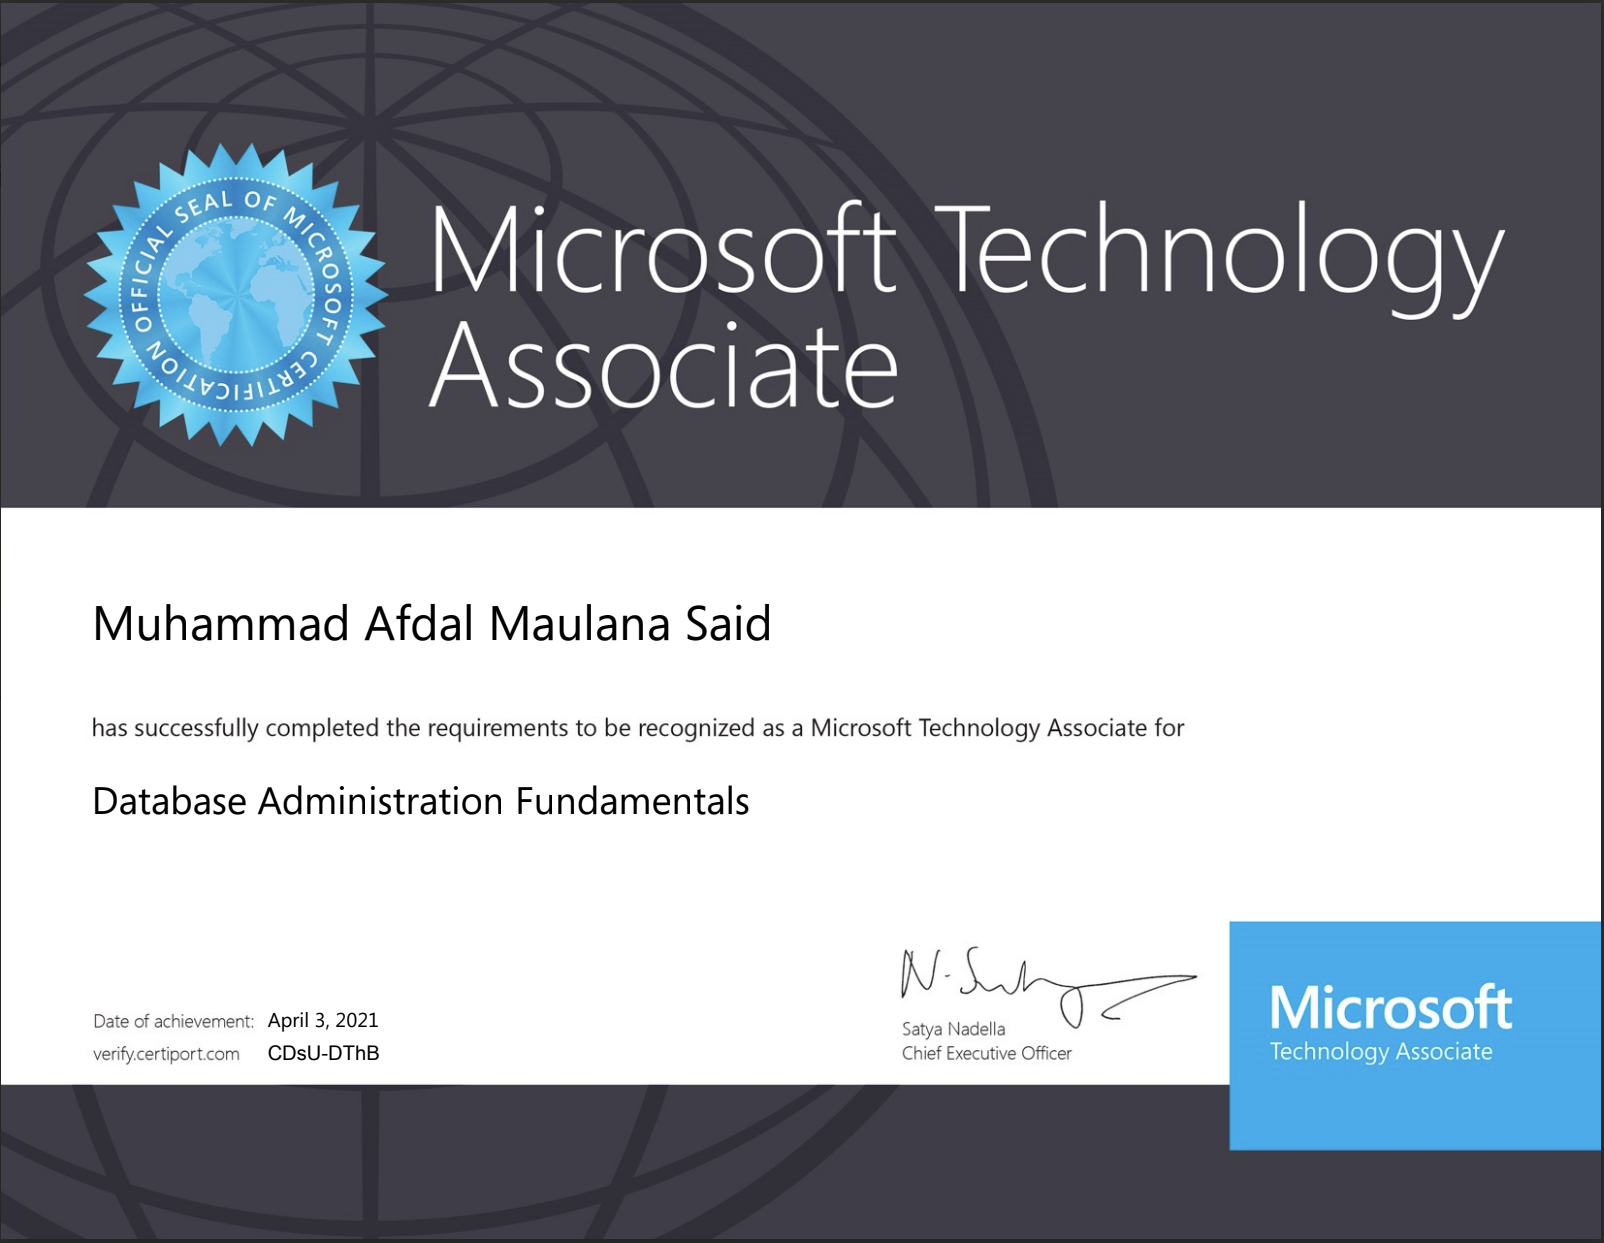 OFFICIAL SEAL OF MICROSOFT CERTIFICATION
Microsoft Technology
Associate
Muhammad Afdal Maulana Said
has successfully completed the requirements to be recognized as a Microsoft Technology Associate for
Database Administration Fundamentals
Date of achievement: April 3, 2021
verify.certiport.com CDsU-DThB
N. Satya
Satya Nadella
Chief Executive Officer
Microsoft
Technology Associate